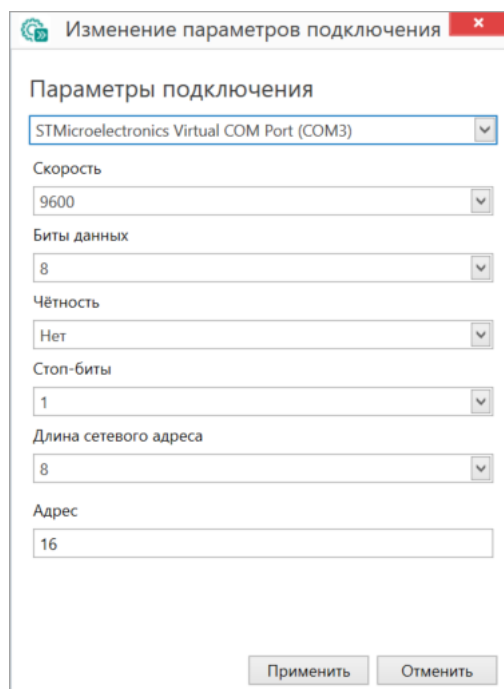 Изменение параметров подключения
Параметры подключения
STMicroelectronics Virtual COM Port (COM3)
Скорость
9600
Биты данных
8
Чётность
Нет
Стоп-биты
1
Длина сетевого адреса
8
Адрес
16
Применить Отменить